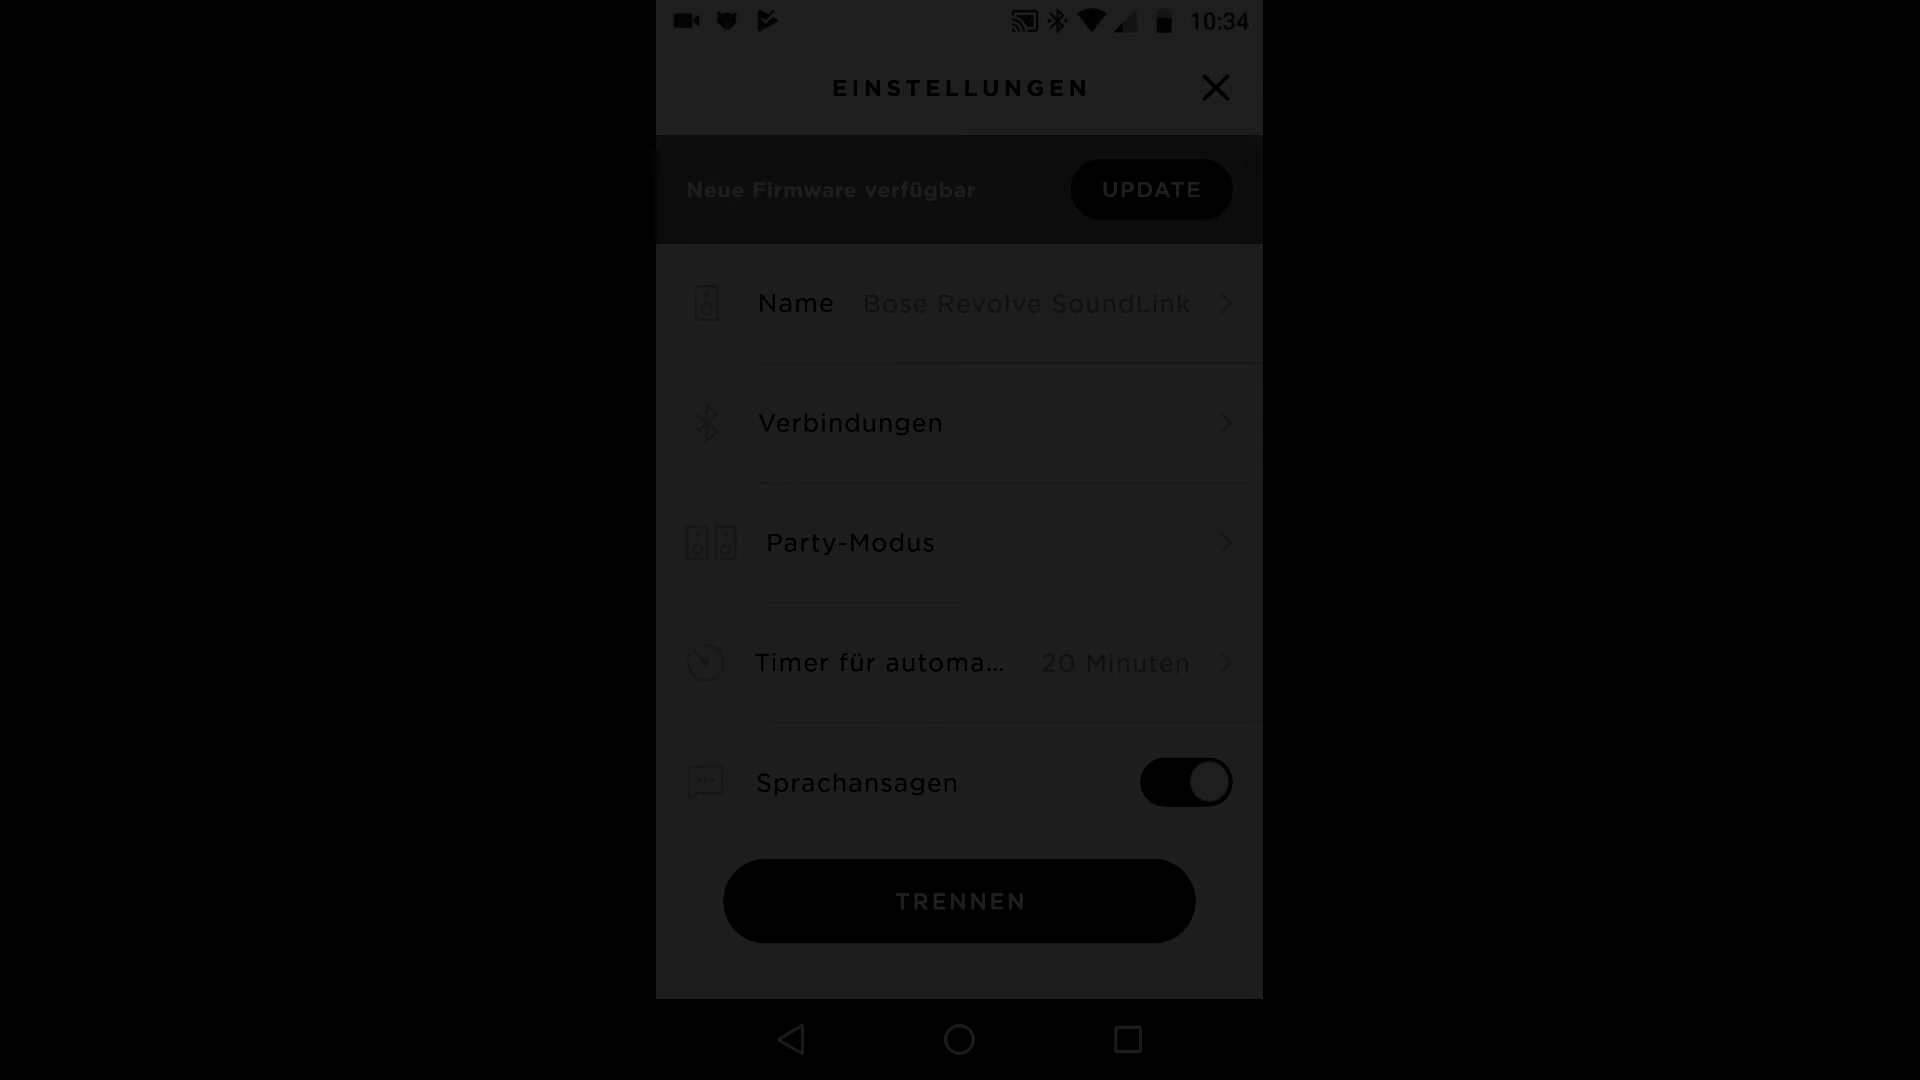 10:34
EINSTELLUNGEN
Neue Firmware verfügbar UPDATE
Name Bose Revolve SoundLink
Verbindungen
Party-Modus
Timer für automa... 20 Minuten
Sprachansagen
TRENNEN